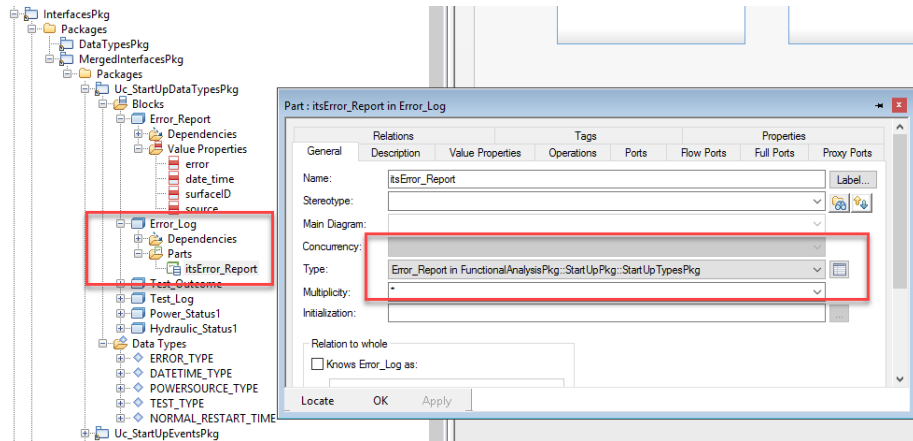 InterfacesPkg
Packages
DataTypesPkg
MergedInterfacesPkg
Packages
Uc_StartUpDataTypesPkg
Blocks
Error_Report
Dependencies
Value Properties
error
date_time
surfaceID
source
Error_Log
Dependencies
Parts
itsError_Report
Test_Outcome
Test_Log
Power_Status1
Hydraulic_Status1
Data Types
ERROR_TYPE
DATETIME_TYPE
POWERSOURCE_TYPE
TEST_TYPE
NORMAL_RESTART_TIME
Uc_StartUpEventsPkg
Part : itsError_Report in Error_Log
Relations Tags Properties
General Description Value Properties Operations Ports Flow Ports Full Ports Proxy Ports
Name: itsError_Report Label...
Stereotype:
Main Diagram:
Concurrency:
Type: Error_Report in FunctionalAnalysisPkg::StartUpPkg::StartUpTypesPkg
Multiplicity: *
Initialization: ...
Relation to whole
Knows Error_Log as:
Locate OK Apply